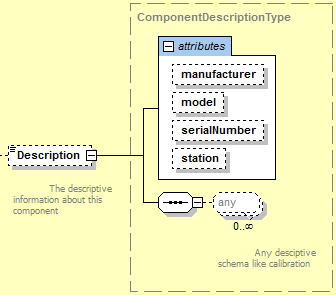 ComponentDescriptionType
attributes
manufacturer
model
serialNumber
station
Description
The descriptive
information about this
component
any
0..∞
Any desciptive
schema like calibration